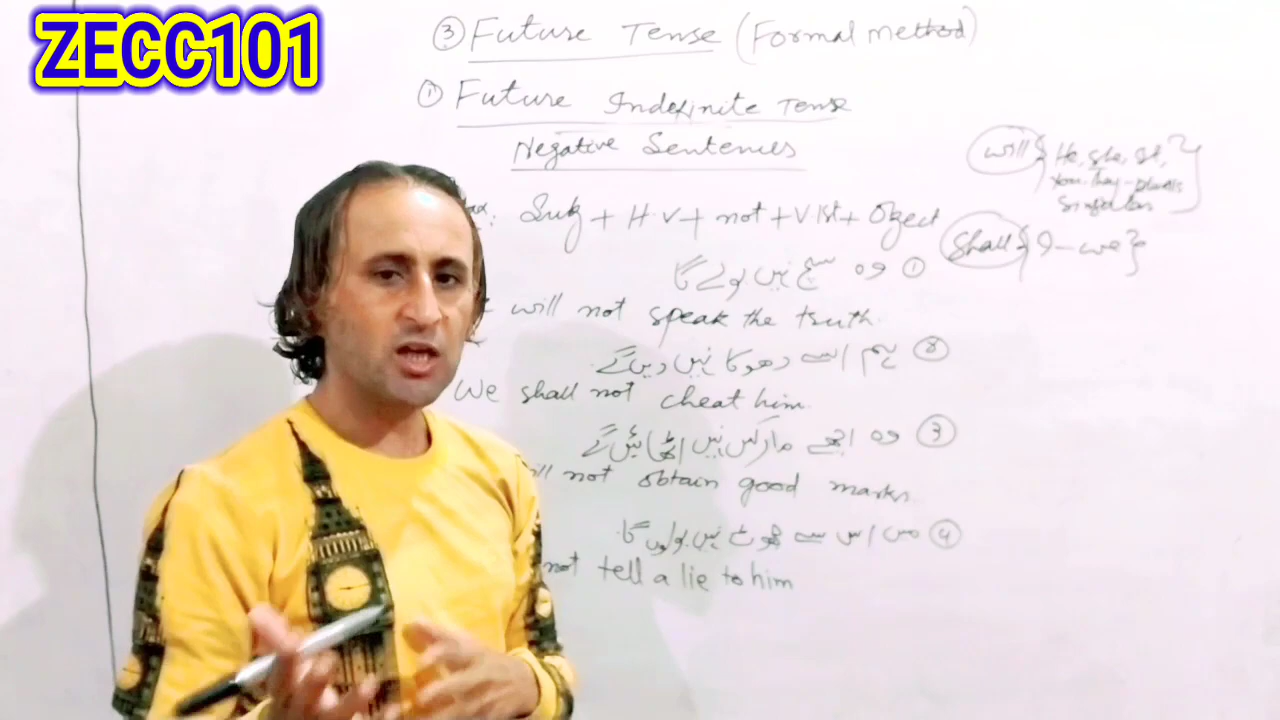 ZECC101
③ Future Tense (Formal Method)
① Future Indefinite Tense
Negative Sentences
will { He, she, It,
You, they - plurals
Singular }
Sub + H.V + not + V 1st + Object
shall { I - we }
① وہ سچ نہیں بولے گا
will not speak the truth.
② ہم اسے دھوکا نہیں دیں گے
We shall not cheat him.
③ وہ اچھے مارکس نہیں اٹھائیں گے
will not obtain good marks.
④ میں اس سے جھوٹ نہیں بولوں گا
not tell a lie to him